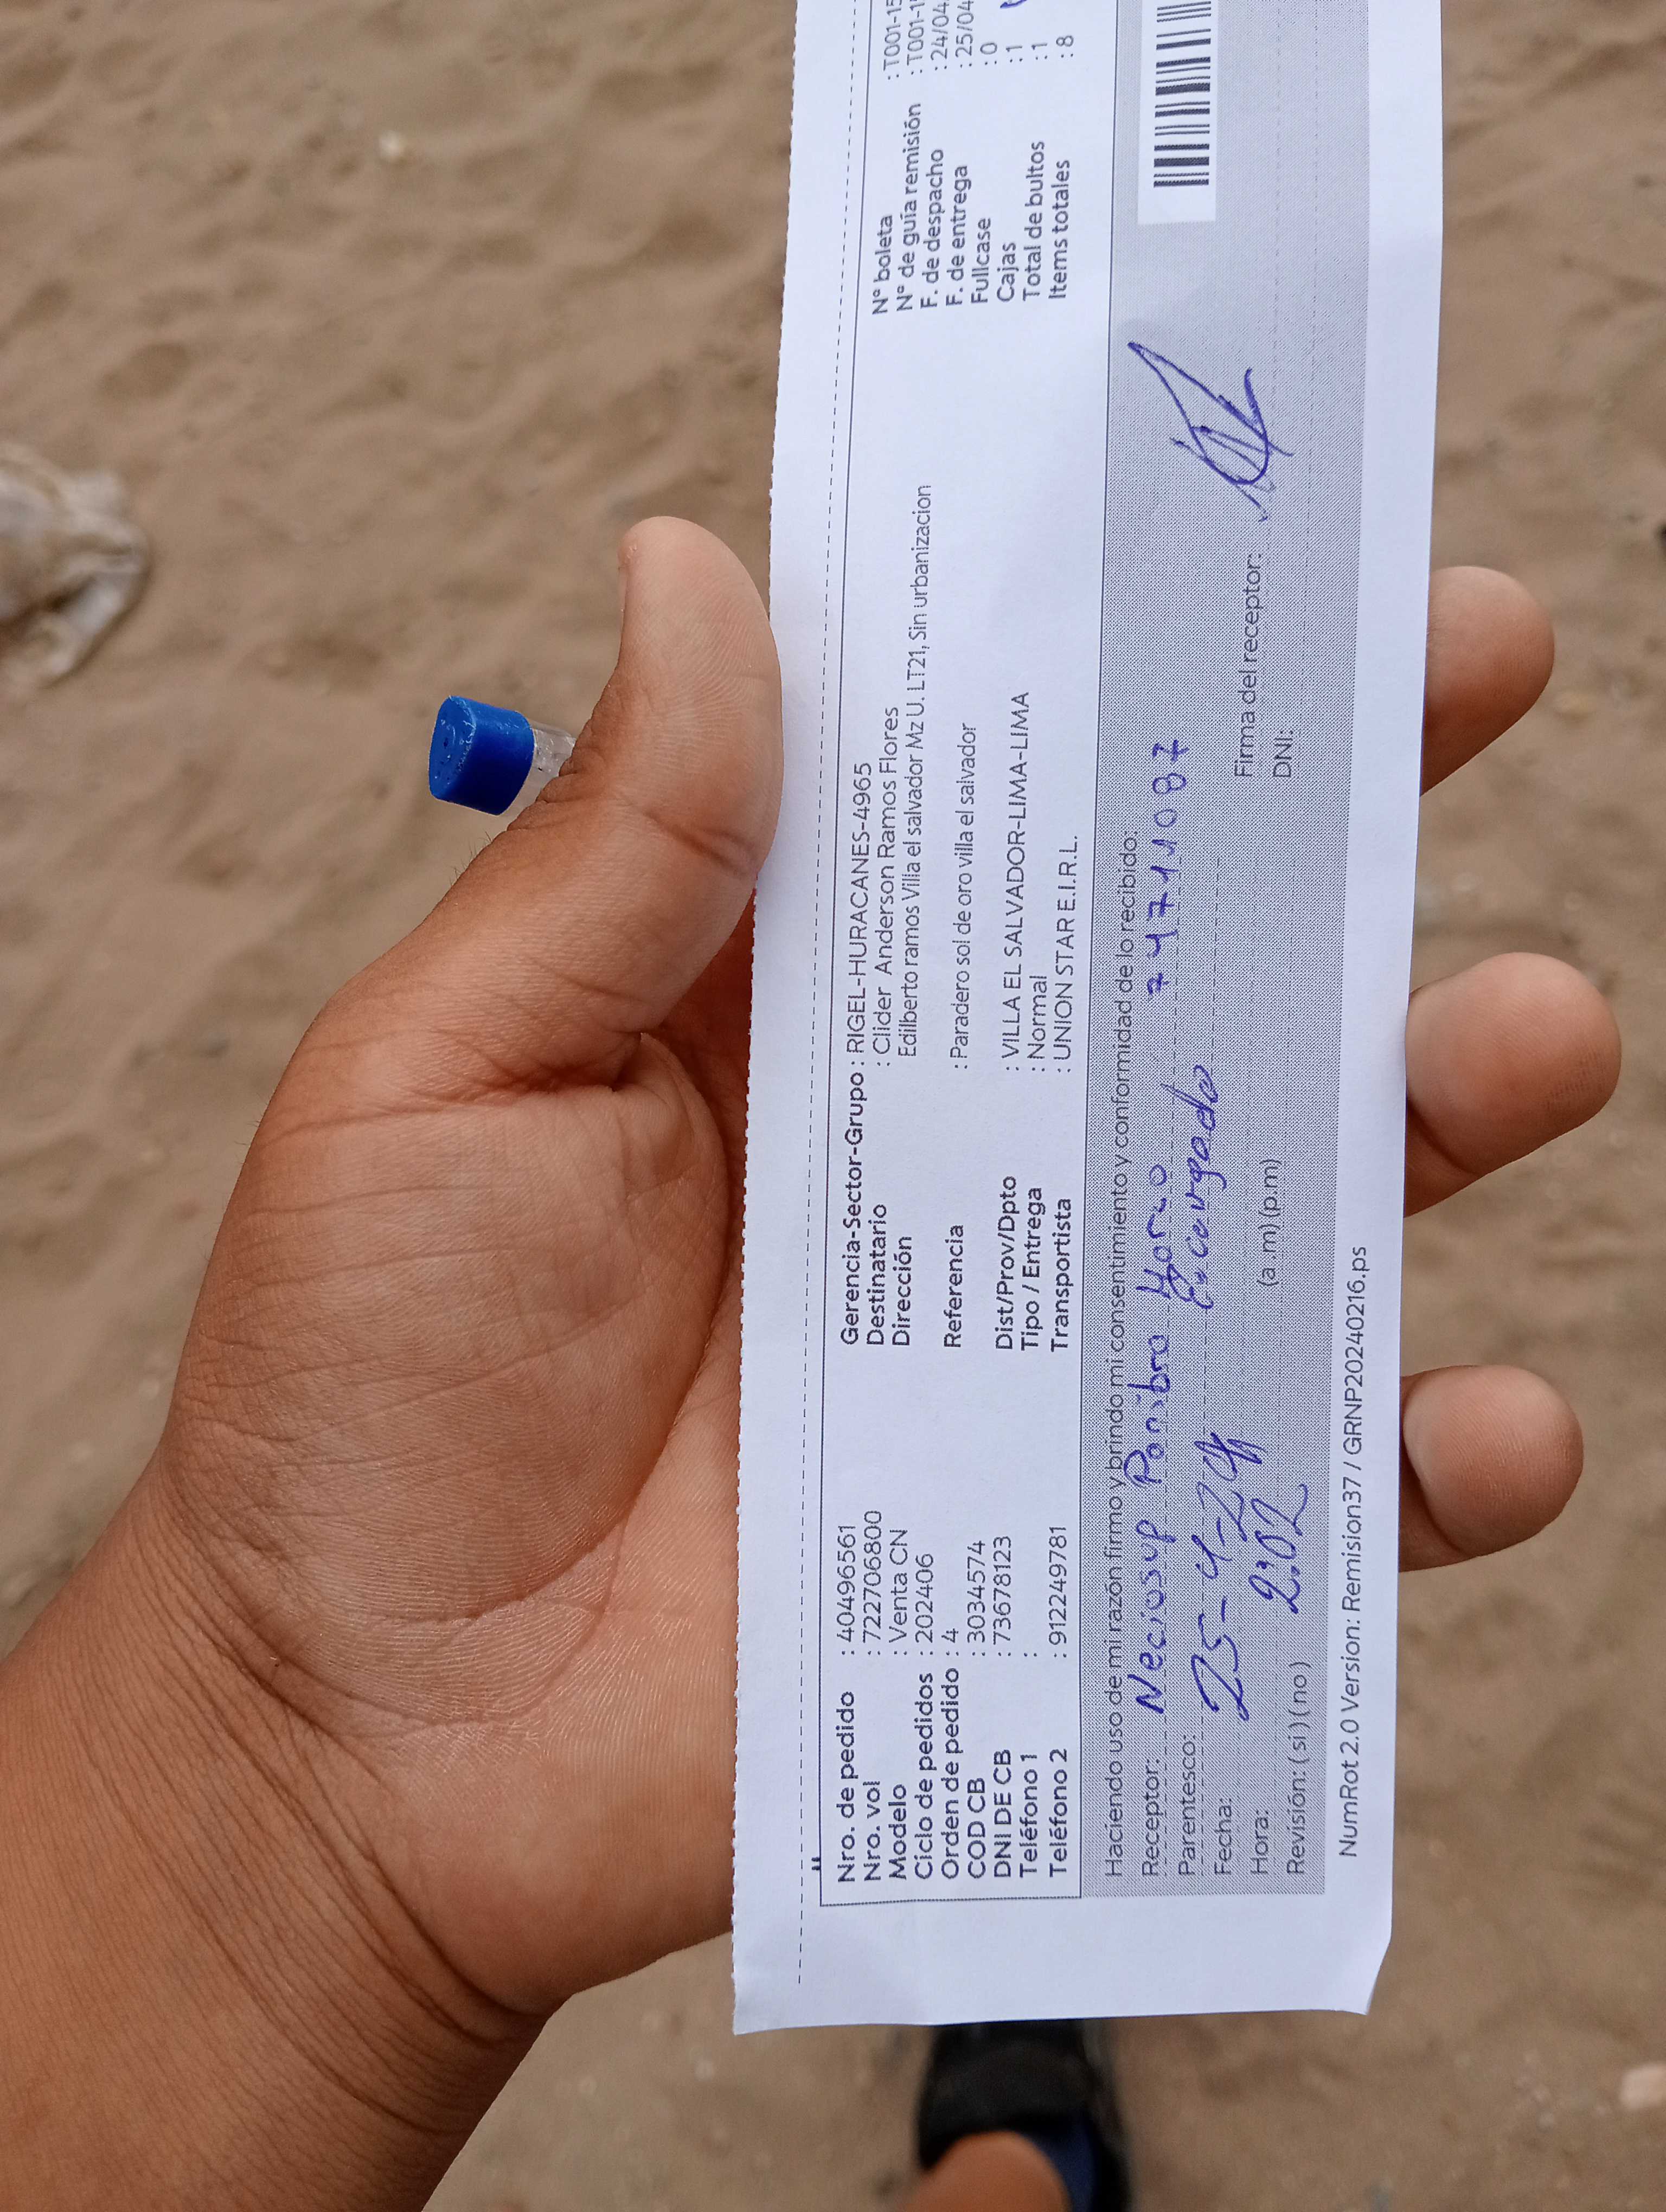 Nro. de pedido : 40496561
Nro. vol : 722706800
Modelo : Venta CN
Ciclo de pedidos : 202406
Orden de pedido : 4
COD CB : 3034574
DNI DE CB : 73678123
Teléfono 1 :
Teléfono 2 : 912249781
Gerencia-Sector-Grupo : RIGEL-HURACANES-4965
Destinatario : Clider Anderson Ramos Flores
Dirección Edilberto ramos Villa el salvador Mz U. LT21, Sin urbanizacion
Referencia : Paradero sol de oro villa el salvador
Dist/Prov/Dpto : VILLA EL SALVADOR-LIMA-LIMA
Tipo / Entrega : Normal
Transportista : UNION STAR E.I.R.L.
N° boleta : T001-15
N° de guía remisión : T001-1
F. de despacho : 24/04
F. de entrega : 25/04
Fullcase : 0
Cajas : 1
Total de bultos : 1
Items totales : 8
Haciendo uso de mi razón firmo y brindo mi consentimiento y conformidad de lo recibido:
Receptor: Neciosup 74711087
Parentesco: Encargado
Fecha: 25-4-24
Hora: 2:02 (a m) (p.m)
Revisión: ( si ) ( no )
Firma del receptor:
DNI:
NumRot 2.0 Version: Remision37 / GRNP20240216.ps